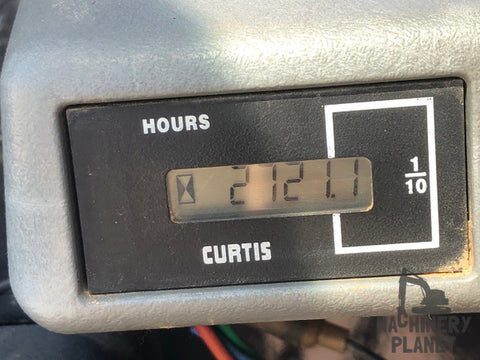 HOURS
2121.1
1/10
CURTIS
MACHINERY
PLANET